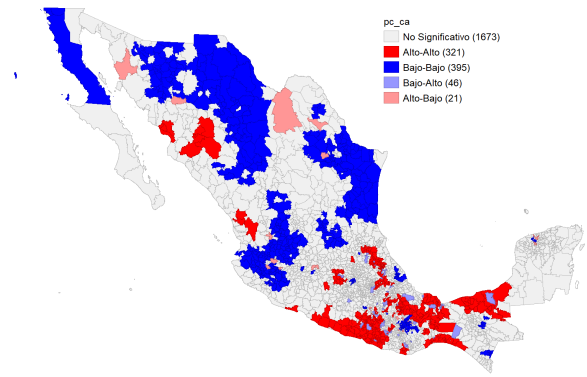 pc_ca
No Significativo (1673)
Alto-Alto (321)
Bajo-Bajo (395)
Bajo-Alto (46)
Alto-Bajo (21)